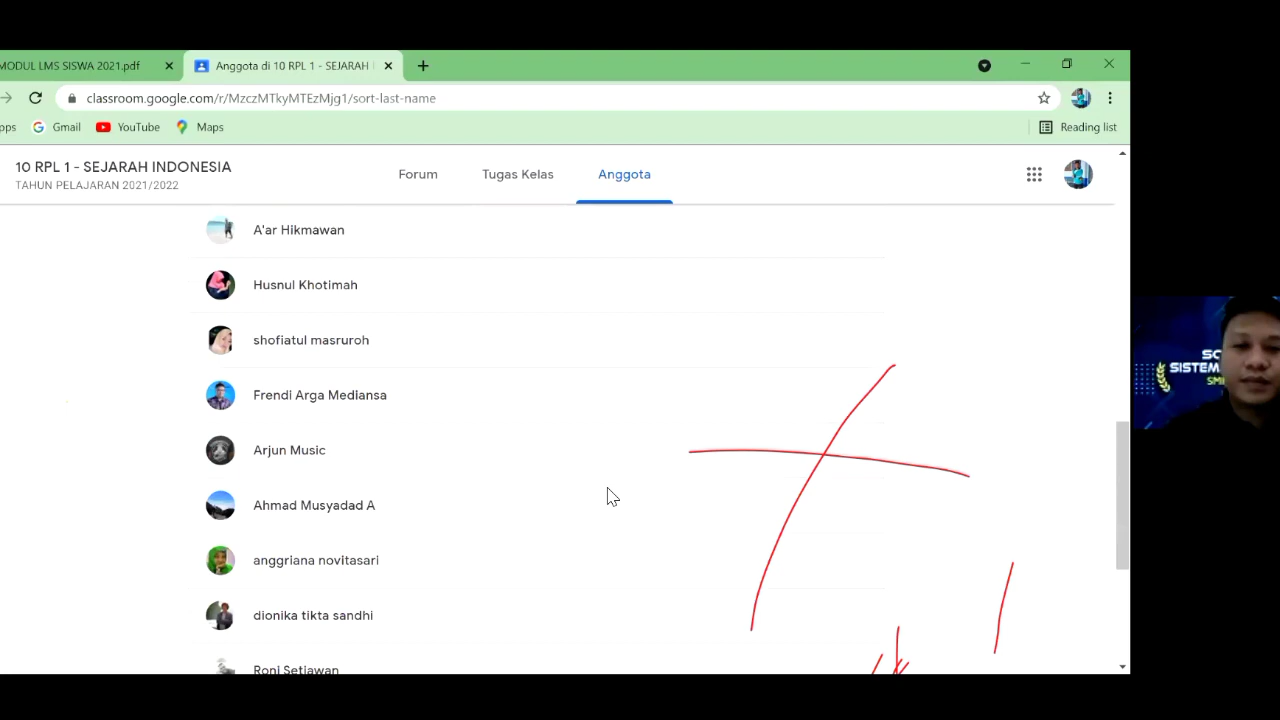 MODUL LMS SISWA 2021.pdf
Anggota di 10 RPL 1 - SEJARAH
classroom.google.com/r/MzczMTkyMTEzMjg1/sort-last-name
Gmail
YouTube
Maps
Reading list
10 RPL 1 - SEJARAH INDONESIA
TAHUN PELAJARAN 2021/2022
Forum
Tugas Kelas
Anggota
A'ar Hikmawan
Husnul Khotimah
shofiatul masruroh
Frendi Arga Mediansa
Arjun Music
Ahmad Musyadad A
anggriana novitasari
dionika tikta sandhi
Roni Setiawan
SISTEM